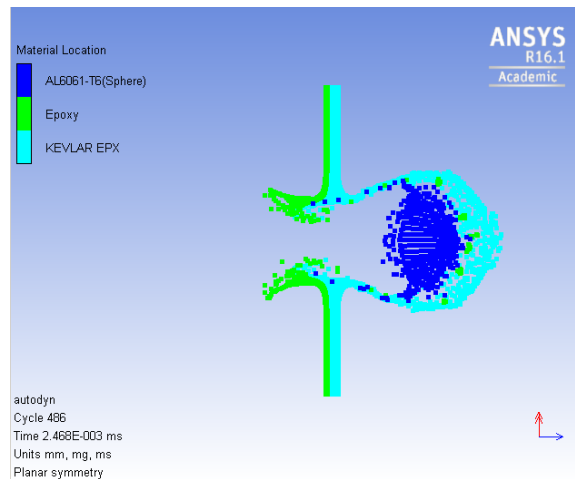 Material Location
AL6061-T6(Sphere)
Epoxy
KEVLAR EPX
ANSYS
R16.1
Academic
autodyn
Cycle 486
Time 2.468E-003 ms
Units mm, mg, ms
Planar symmetry